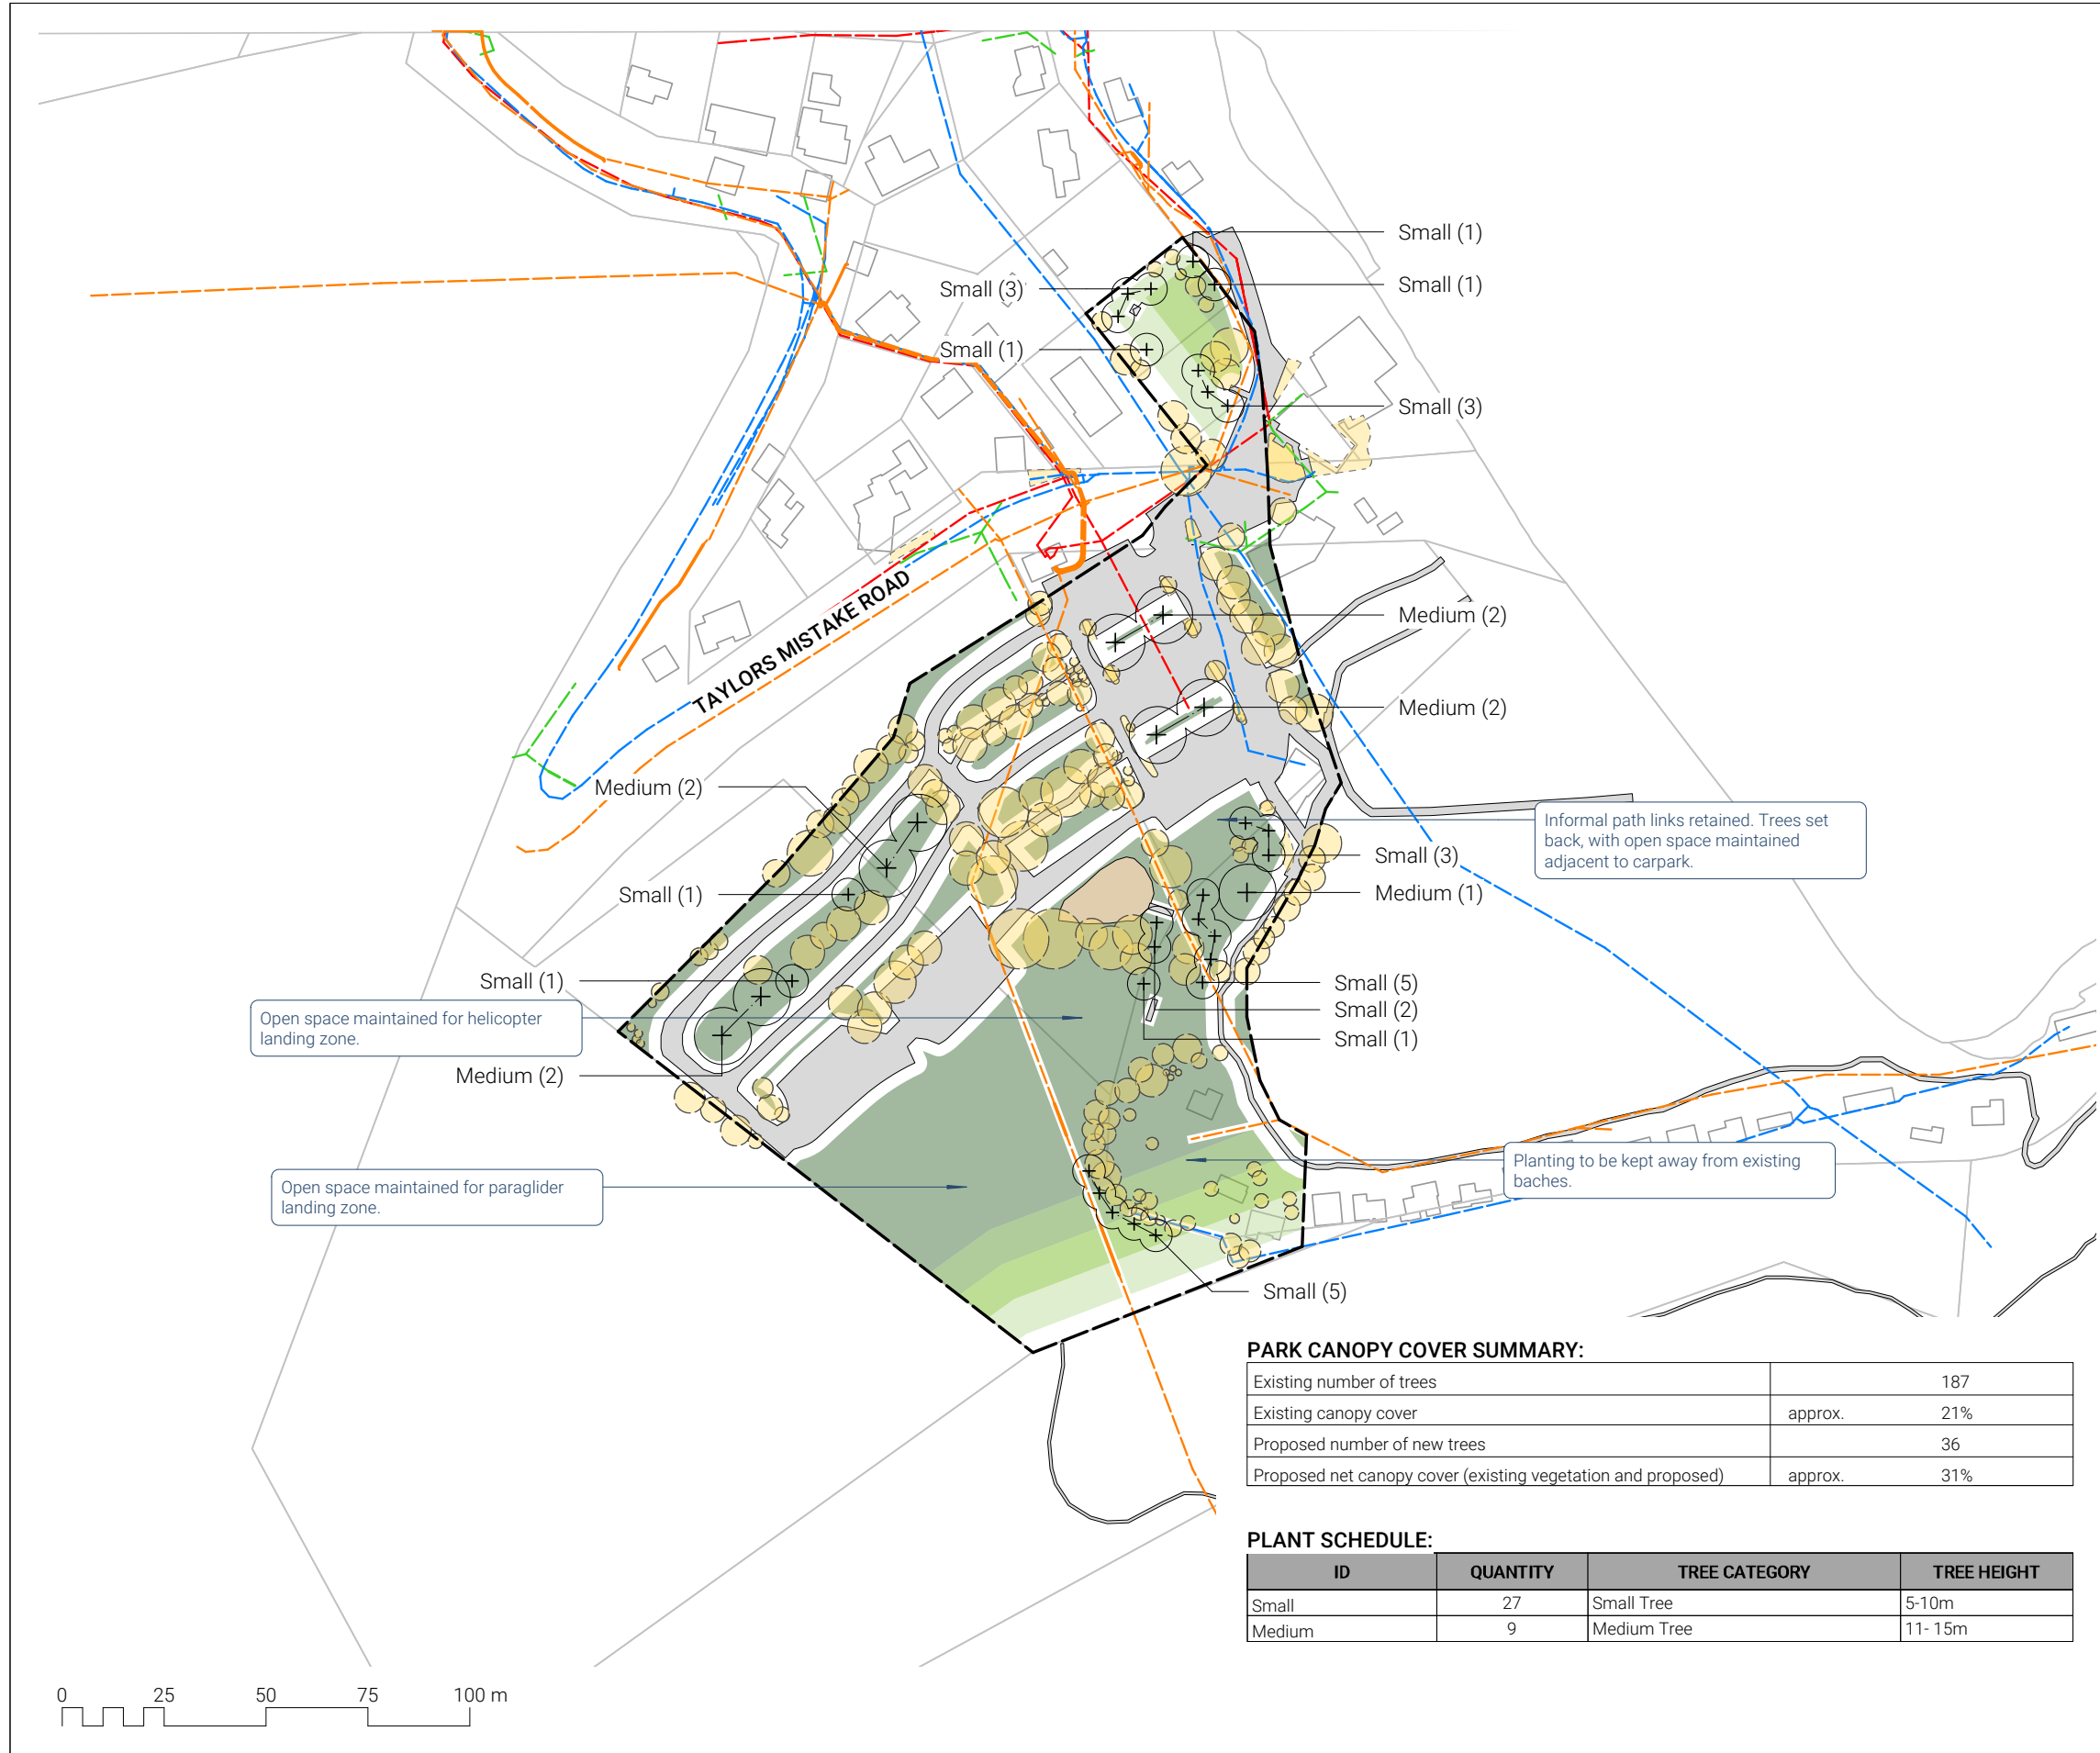 Small (1)
Small (3)
Small (1)
Small (1)
Small (3)
TAYLORS MISTAKE ROAD
Medium (2)
Medium (2)
Medium (2)
Informal path links retained. Trees set
back, with open space maintained
adjacent to carpark.
Small (3)
Small (1)
Medium (1)
Small (1)
Small (5)
Open space maintained for helicopter
landing zone.
Small (2)
Small (1)
Medium (2)
Planting to be kept away from existing
baches.
Open space maintained for paraglider
landing zone.
Small (5)
PARK CANOPY COVER SUMMARY:
Existing number of trees 187
Existing canopy cover approx. 21%
Proposed number of new trees 36
Proposed net canopy cover (existing vegetation and proposed) approx. 31%
PLANT SCHEDULE:
ID QUANTITY TREE CATEGORY TREE HEIGHT
Small 27 Small Tree 5-10m
Medium 9 Medium Tree 11- 15m
0 25 50 75 100 m